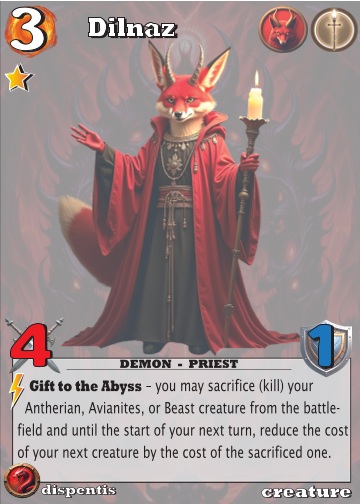 3 Dilnaz
4 1
DEMON - PRIEST
Gift to the Abyss - you may sacrifice (kill) your
Antherian, Avianites, or Beast creature from the battle-
field and until the start of your next turn, reduce the cost
of your next creature by the cost of the sacrificed one.
dispentis creature